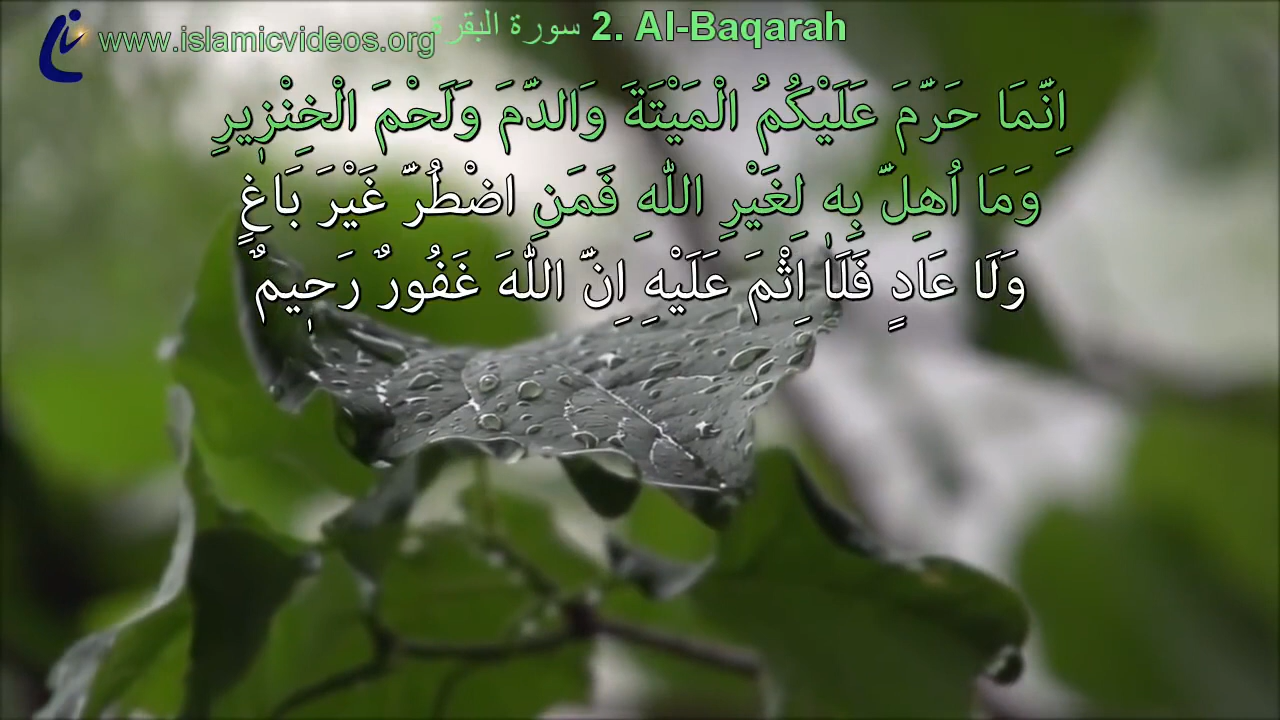 www.islamicvideos.org سورة البقرة 2. Al-Baqarah
اِنَّمَا حَرَّمَ عَلَيْكُمُ الْمَيْتَةَ وَالدَّمَ وَلَحْمَ الْخِنْزِيرِ
وَمَا اُهِلَّ بِهٖ لِغَيْرِ اللّٰهِ فَمَنِ اضْطُرَّ غَيْرَ بَاغٍ
وَلَا عَادٍ فَلَاٰ اِثْمَ عَلَيْهِ اِنَّ اللّٰهَ غَفُورٌ رَحٖيمٌ